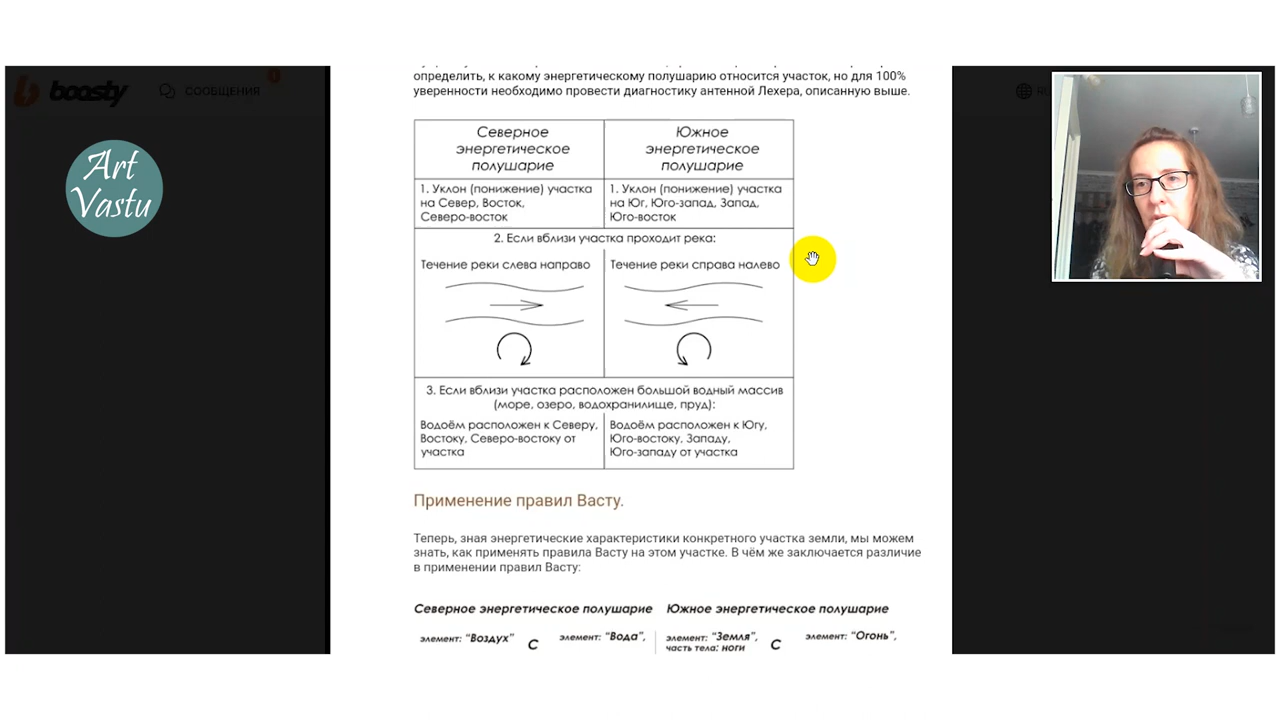 определить, к какому энергетическому полушарию относится участок, но для 100%
уверенности необходимо провести диагностику антенной Лехера, описанную выше.
boosty
СООБЩЕНИЯ
Art
Vastu
Северное
энергетическое
полушарие
Южное
энергетическое
полушарие
1. Уклон (понижение) участка
на Север, Восток,
Северо-восток
1. Уклон (понижение) участка
на Юг, Юго-запад, Запад,
Юго-восток
2. Если вблизи участка проходит река:
Течение реки слева направо
Течение реки справа налево
3. Если вблизи участка расположен большой водный массив
(море, озеро, водохранилище, пруд):
Водоём расположен к Северу,
Востоку, Северо-востоку от
участка
Водоём расположен к Югу,
Юго-востоку, Западу,
Юго-западу от участка
Применение правил Васту.
Теперь, зная энергетические характеристики конкретного участка земли, мы можем
знать, как применять правила Васту на этом участке. В чём же заключается различие
в применении правил Васту:
Северное энергетическое полушарие
Южное энергетическое полушарие
элемент: "Воздух"
С
элемент: "Вода",
элемент: "Земля",
часть тела: ноги
С
элемент: "Огонь",